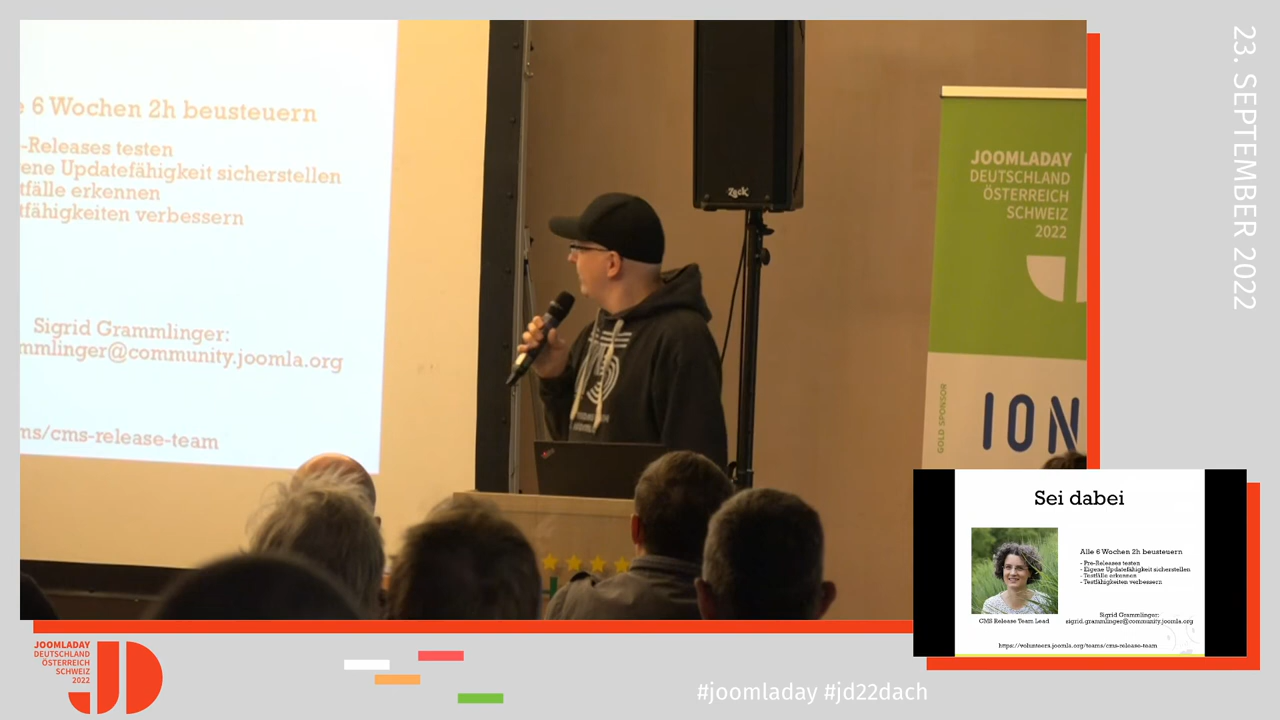 6 Wochen 2h beusteuern
-Releases testen
ene Updatefähigkeit sicherstellen
tfälle erkennen
tfähigkeiten verbessern
Sigrid Grammlinger:
mmlinger@community.joomla.org
ms/cms-release-team
Zeck
JOOMLADAY
DEUTSCHLAND
ÖSTERREICH
SCHWEIZ
2022
GOLD SPONSOR
ION
23. SEPTEMBER 2022
Sei dabei
Alle 6 Wochen 2h beusteuern
- Pre-Releases testen
- Eigene Updatefähigkeit sicherstellen
- Testfälle erkennen
- Testfähigkeiten verbessern
CMS Release Team Lead
Sigrid Grammlinger:
sigrid.grammlinger@community.joomla.org
https://volunteers.joomla.org/teams/cms-release-team
JOOMLADAY
DEUTSCHLAND
ÖSTERREICH
SCHWEIZ
2022
#joomladay #jd22dach